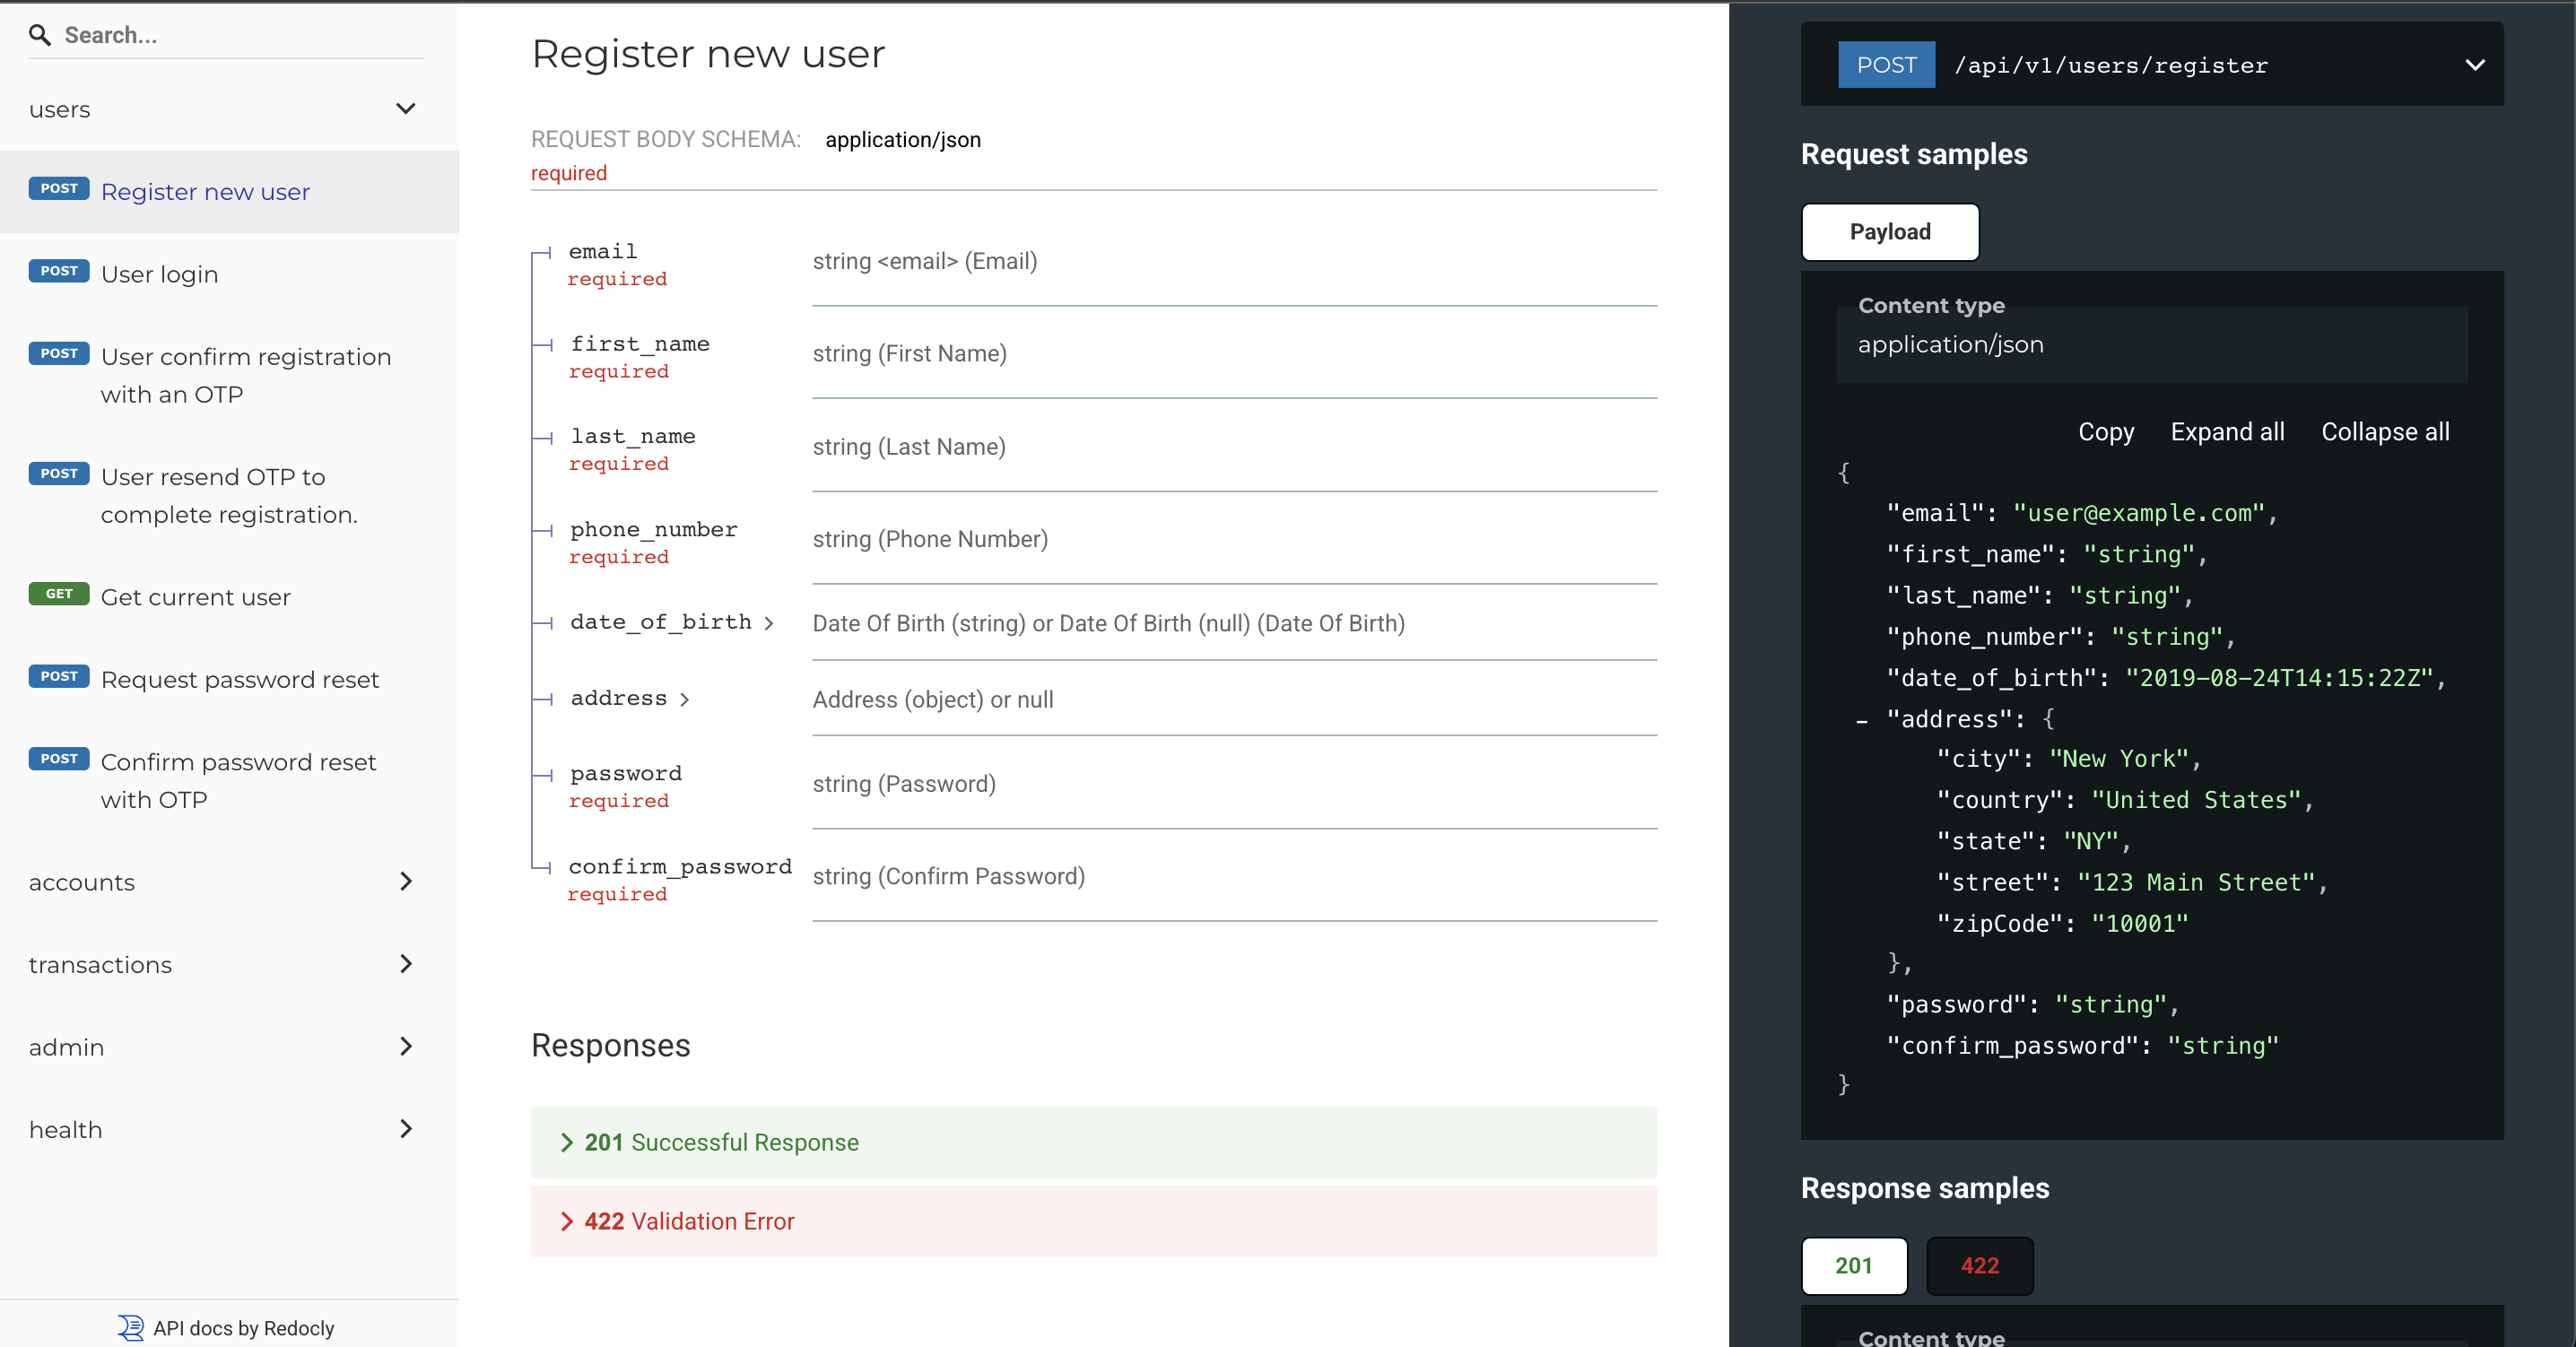 Search...
users
POST Register new user
POST User login
POST User confirm registration
with an OTP
POST User resend OTP to
complete registration.
GET Get current user
POST Request password reset
POST Confirm password reset
with OTP
accounts
transactions
admin
health
API docs by Redocly
Register new user
REQUEST BODY SCHEMA: application/json
required
email
required
string <email> (Email)
first_name
required
string (First Name)
last_name
required
string (Last Name)
phone_number
required
string (Phone Number)
date_of_birth > Date Of Birth (string) or Date Of Birth (null) (Date Of Birth)
address > Address (object) or null
password
required
string (Password)
confirm_password
required
string (Confirm Password)
Responses
201 Successful Response
422 Validation Error
POST /api/v1/users/register
Request samples
Payload
Content type
application/json
Copy Expand all Collapse all
{
"email": "user@example.com",
"first_name": "string",
"last_name": "string",
"phone_number": "string",
"date_of_birth": "2019-08-24T14:15:22Z",
- "address": {
"city": "New York",
"country": "United States",
"state": "NY",
"street": "123 Main Street",
"zipCode": "10001"
},
"password": "string",
"confirm_password": "string"
}
Response samples
201 422
Content type